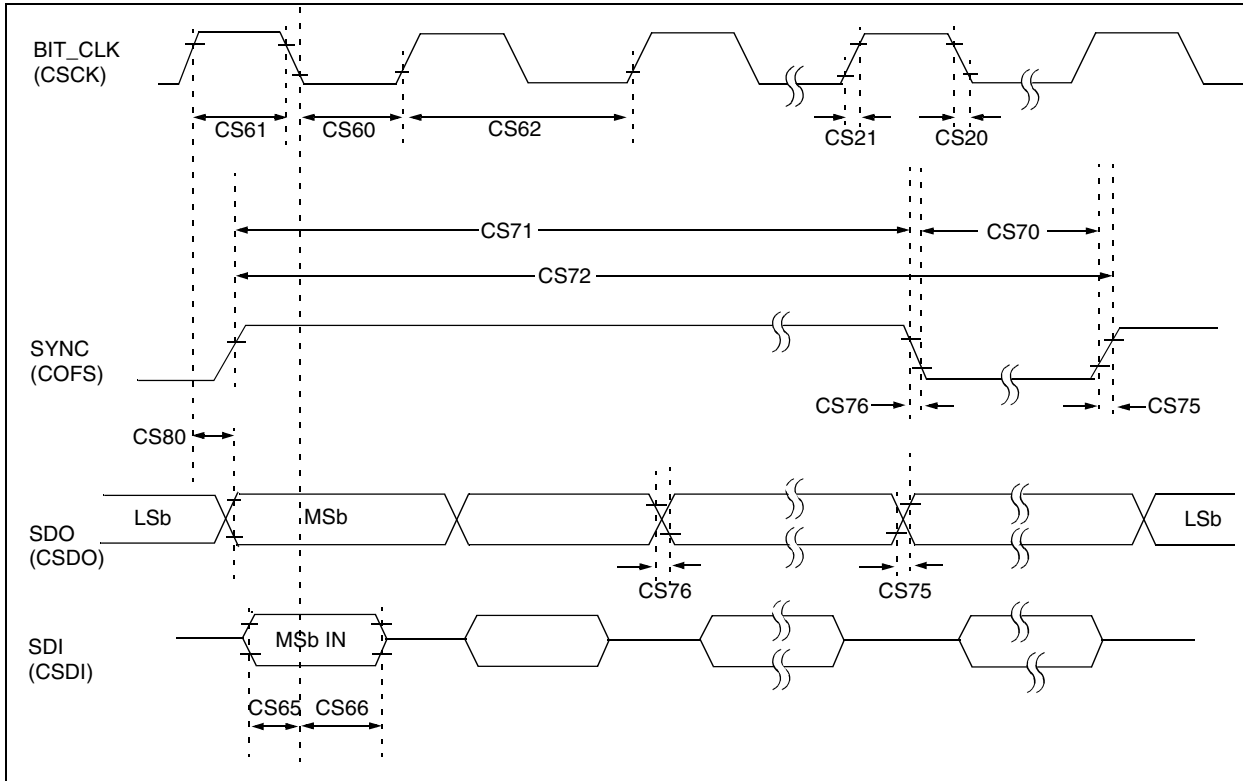 BIT_CLK
(CSCK)
CS61
CS60
CS62
CS21
CS20
CS71
CS70
CS72
SYNC
(COFS)
CS76
CS75
CS80
SDO
(CSDO)
LSb
MSb
LSb
CS76
CS75
SDI
(CSDI)
MSb IN
CS65
CS66